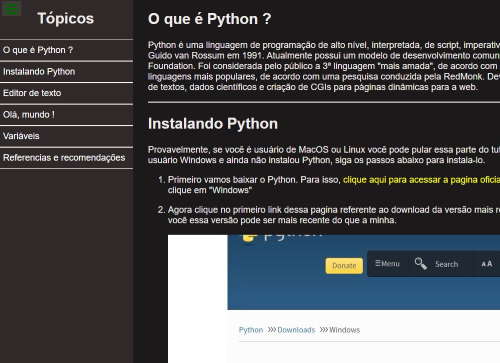 Tópicos
O que é Python ?
Instalando Python
Editor de texto
Olá, mundo !
Variáveis
Referencias e recomendações
O que é Python ?
Python é uma linguagem de programação de alto nível, interpretada, de script, imperativ
Guido van Rossum em 1991. Atualmente possui um modelo de desenvolvimento comun
Foundation. Foi considerada pelo público a 3ª linguagem "mais amada", de acordo com
linguagens mais populares, de acordo com uma pesquisa conduzida pela RedMonk. De
de textos, dados científicos e criação de CGIs para páginas dinâmicas para a web.
Instalando Python
Provavelmente, se você é usuário de MacOS ou Linux você pode pular essa parte do tu
usuário Windows e ainda não instalou Python, siga os passos abaixo para instala-lo.
1. Primeiro vamos baixar o Python. Para isso, clique aqui para acessar a pagina oficia
clique em "Windows"
2. Agora clique no primeiro link dessa pagina referente ao download da versão mais re
você essa versão pode ser mais recente do que a minha.
python
Donate ☰Menu Search AA
Python >>> Downloads >>> Windows